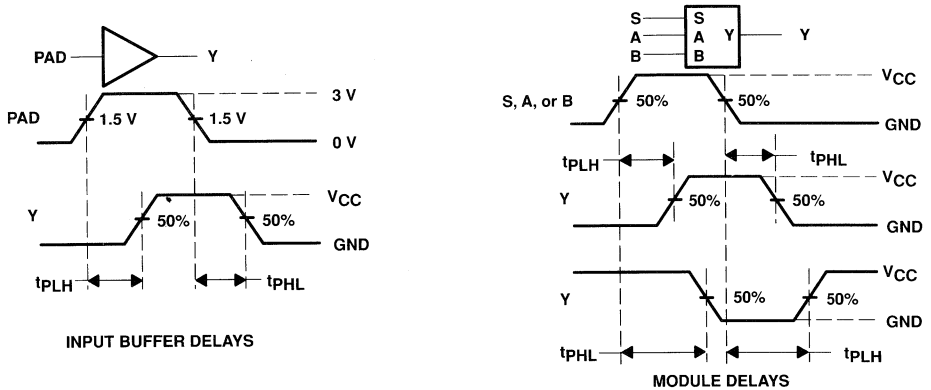 PAD Y
3 V
PAD 1.5 V 1.5 V
0 V
VCC
Y 50% 50%
GND
tPLH tPHL
INPUT BUFFER DELAYS
S S
A A Y Y
B B
VCC
S, A, or B 50% 50%
GND
tPLH tPHL
VCC
Y 50% 50%
GND
VCC
Y 50% 50%
GND
tPHL tPLH
MODULE DELAYS